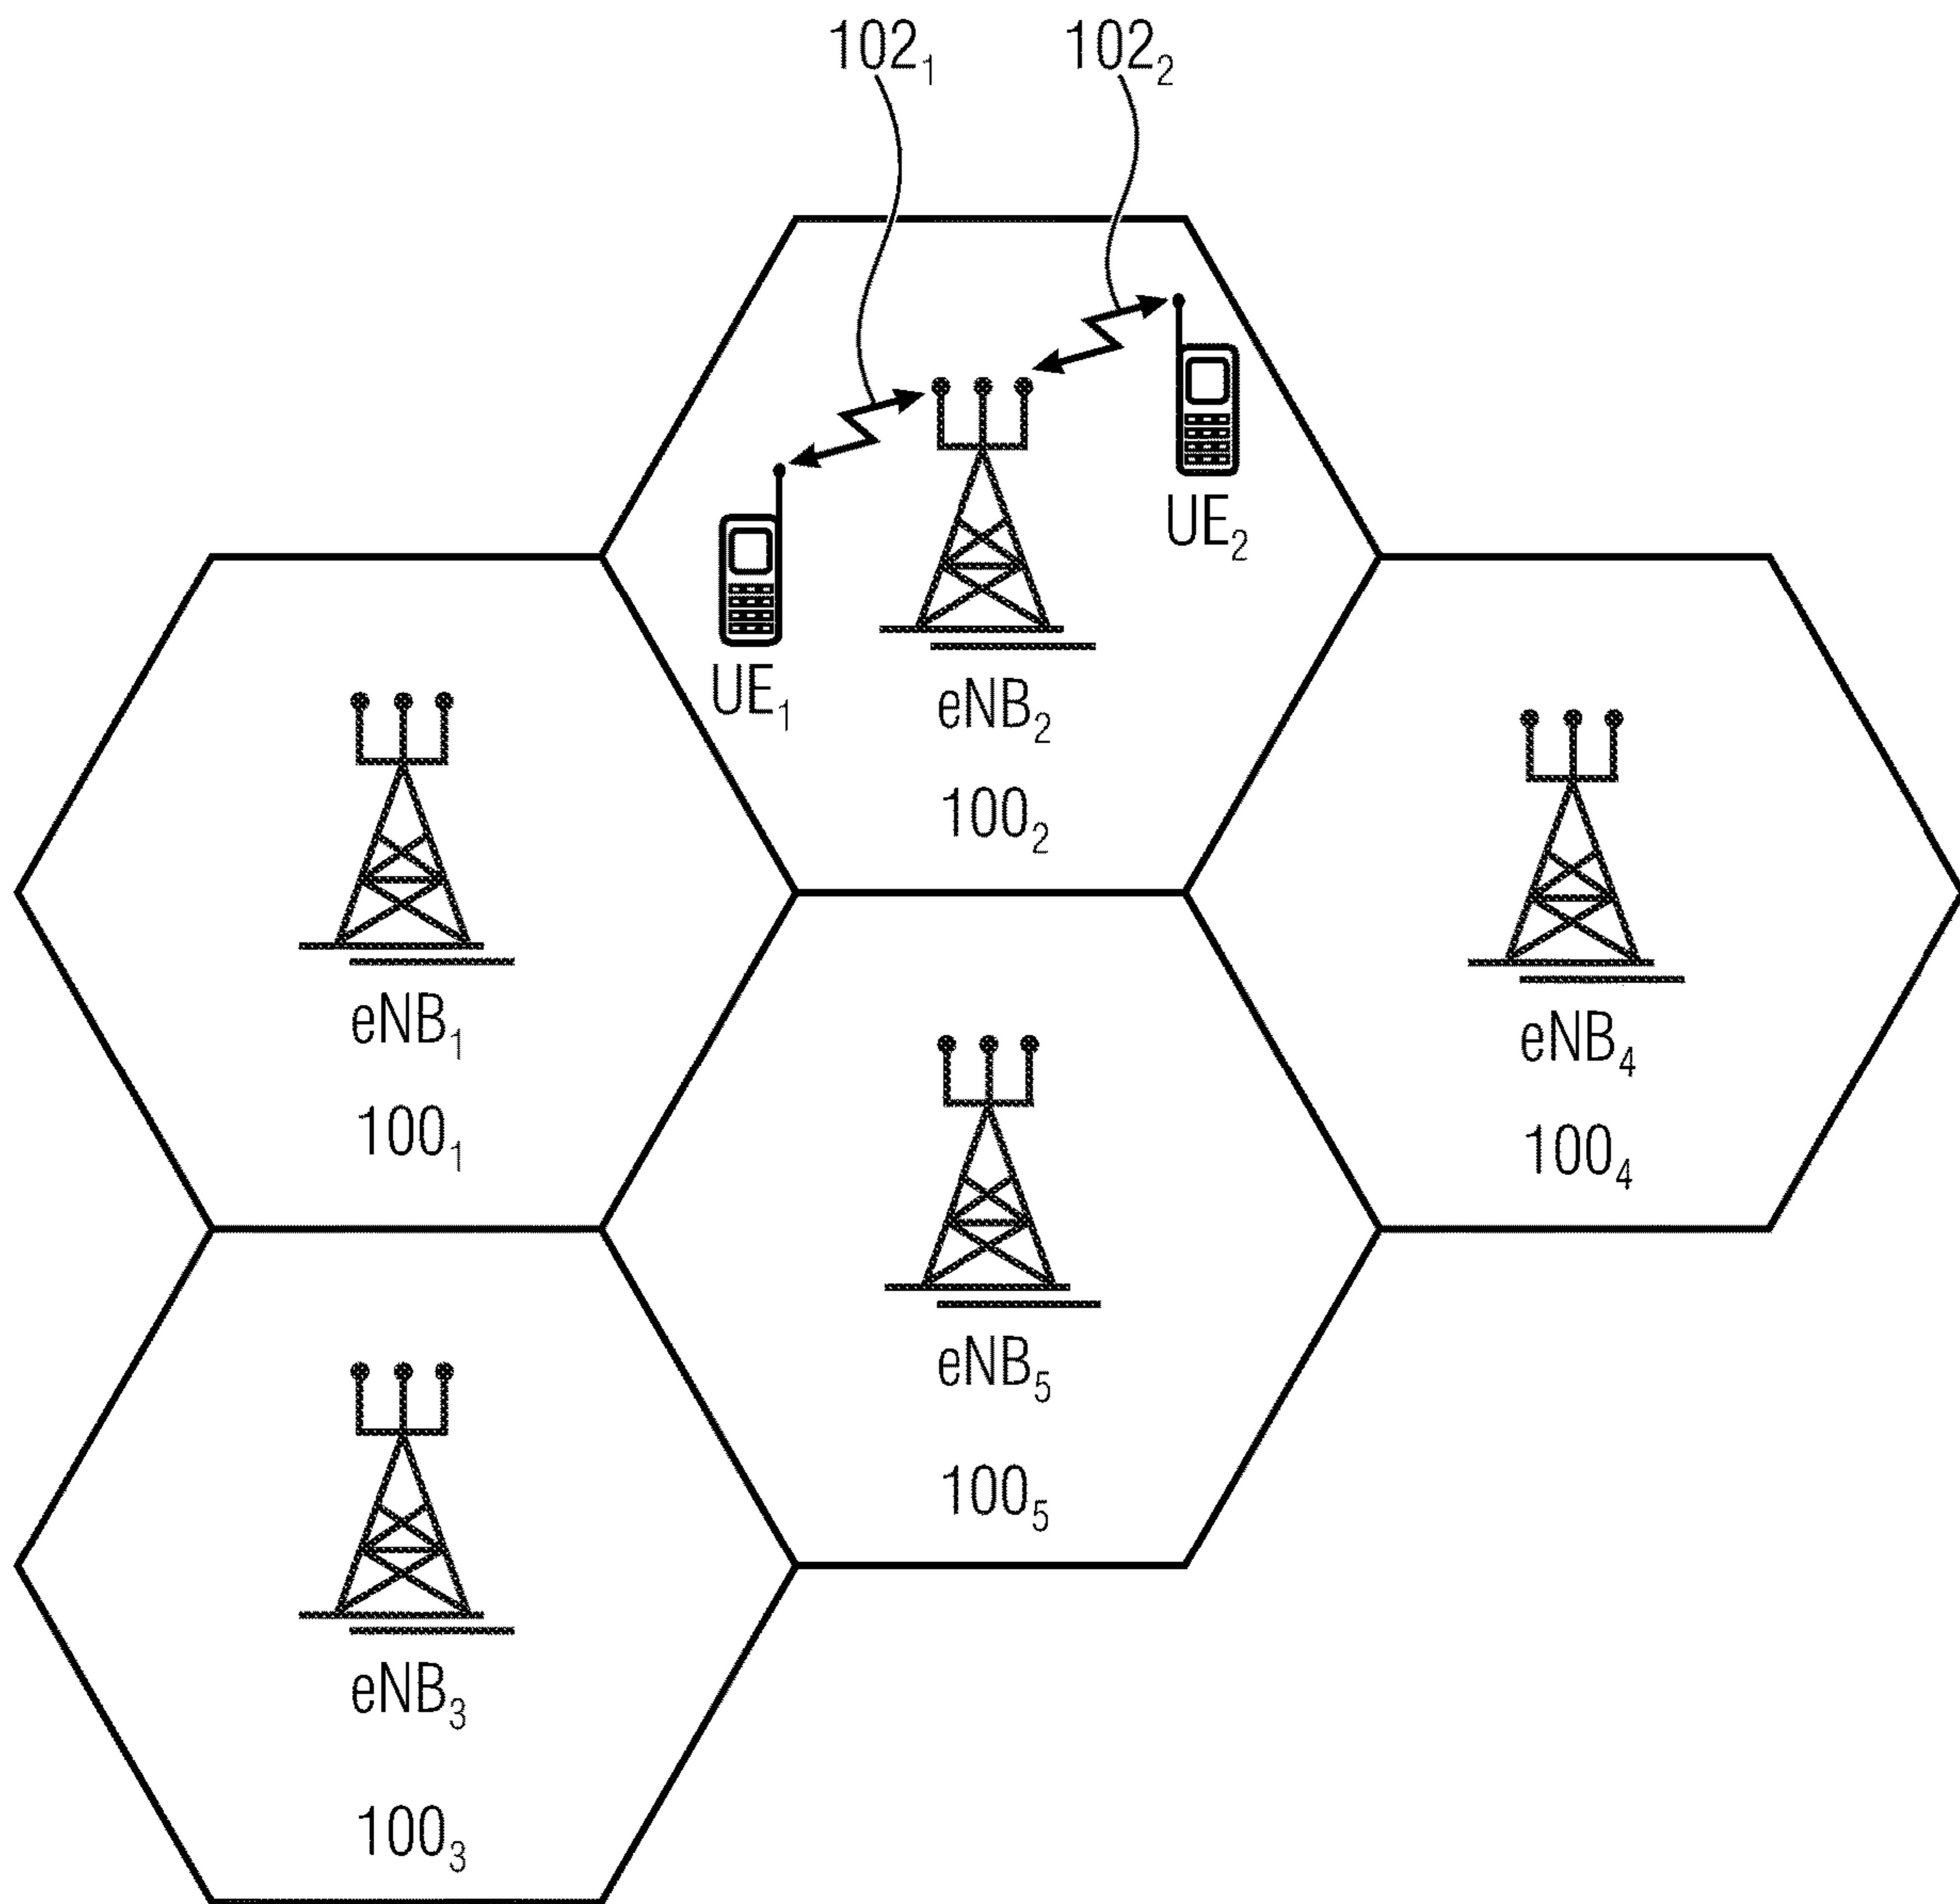 102₁ 102₂
UE₂
UE₁
eNB₂
100₂
eNB₁
eNB₄
100₁
100₄
eNB₅
100₅
eNB₃
100₃